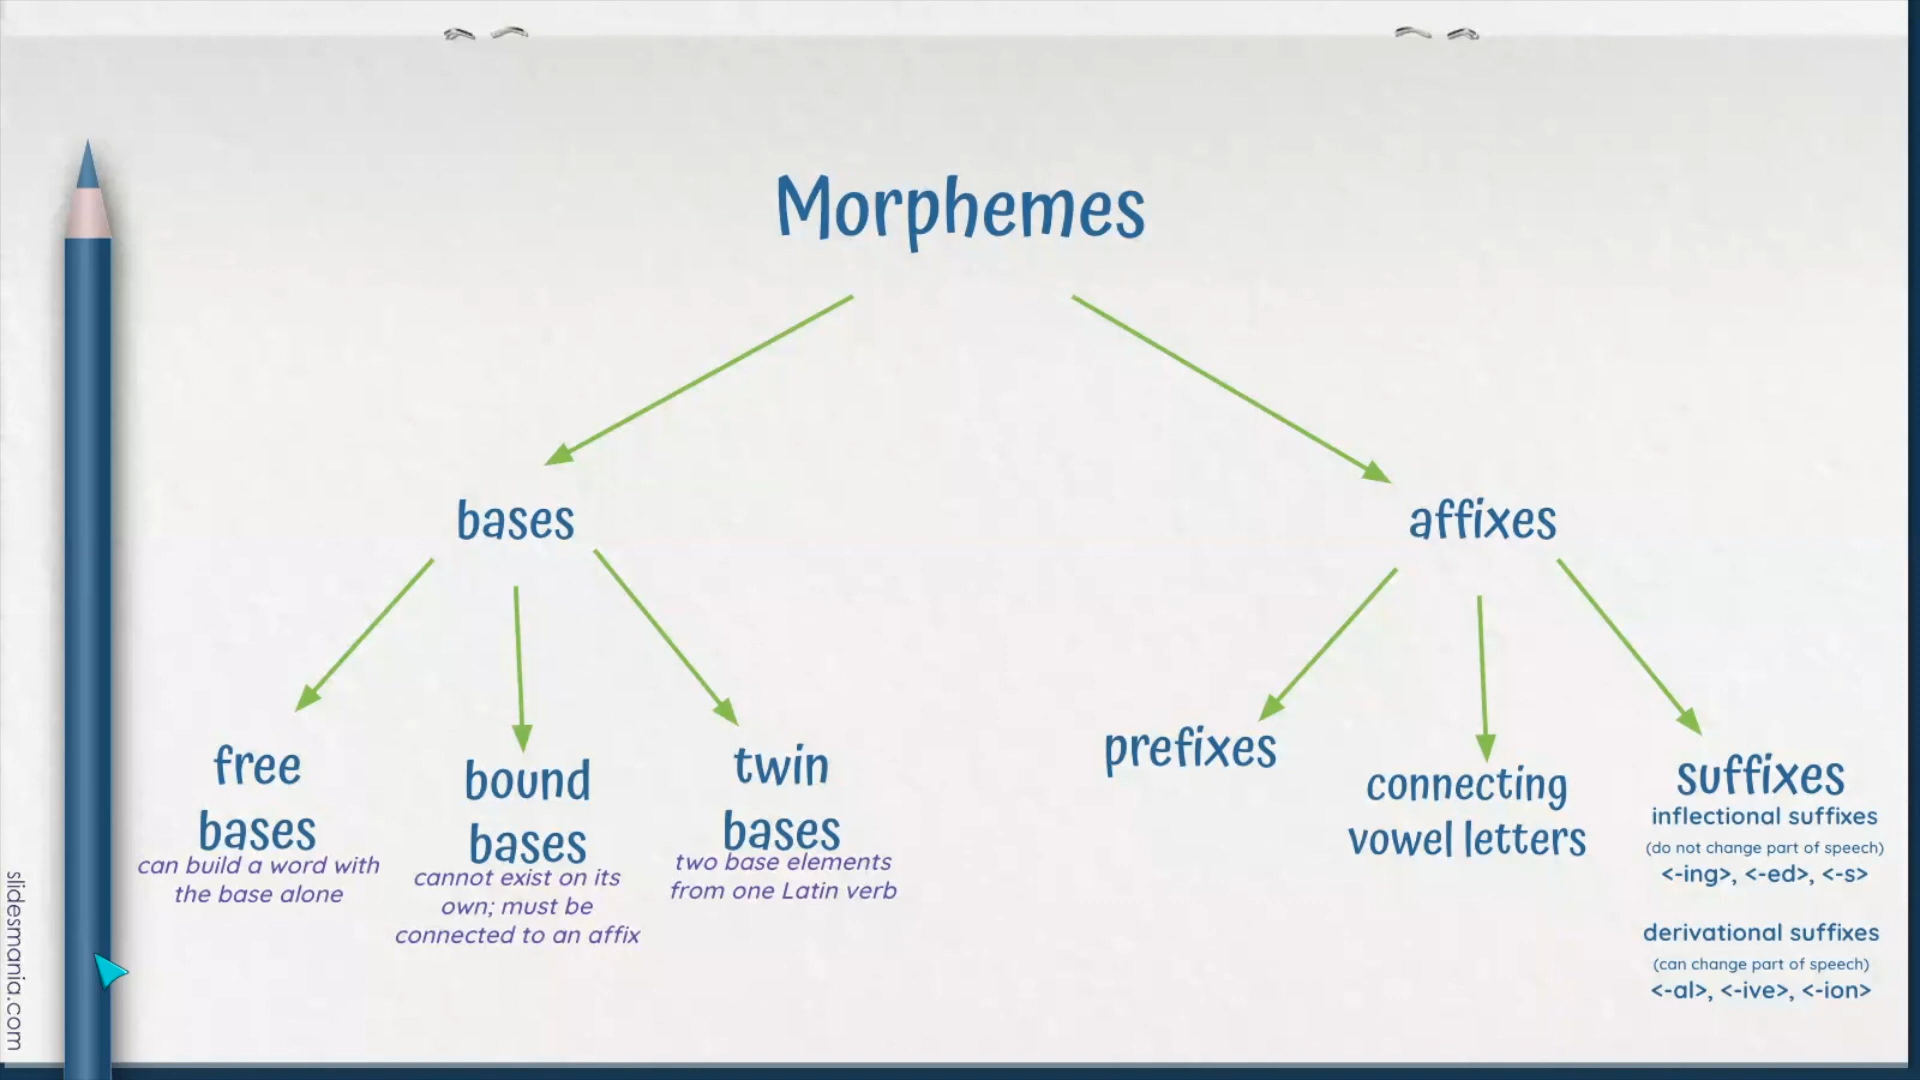 Morphemes
bases
affixes
free
bases
can build a word with
the base alone
bound
bases
cannot exist on its
own; must be
connected to an affix
twin
bases
two base elements
from one Latin verb
prefixes
connecting
vowel letters
suffixes
inflectional suffixes
(do not change part of speech)
<-ing>, <-ed>, <-s>
derivational suffixes
(can change part of speech)
<-al>, <-ive>, <-ion>
slidesmania.com